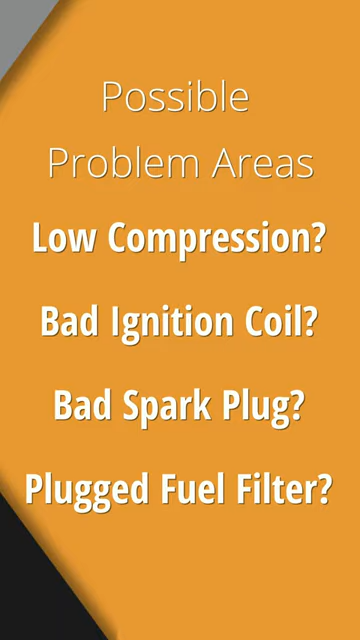 Possible
Problem Areas
Low Compression?
Bad Ignition Coil?
Bad Spark Plug?
Plugged Fuel Filter?